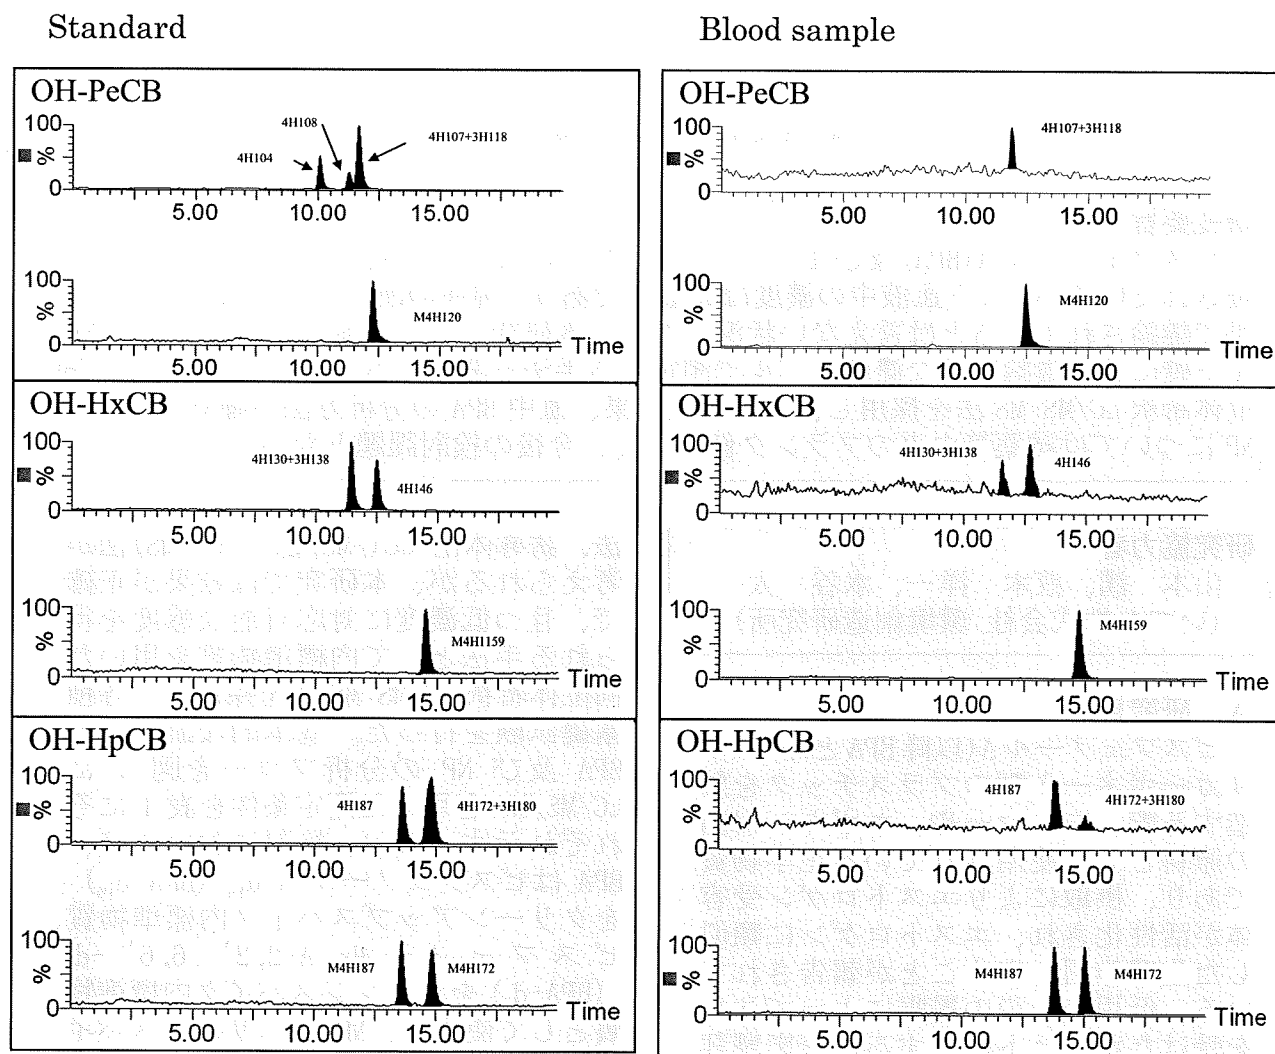 Standard
Blood sample
OH-PeCB
100
%
0
4H104
4H108
4H107+3H118
5.00 10.00 15.00
100
%
0
M4H120
Time
5.00 10.00 15.00
OH-HxCB
100
%
0
4H130+3H138
4H146
5.00 10.00 15.00
100
%
0
M4H159
Time
5.00 10.00 15.00
OH-HpCB
100
%
0
4H187
4H172+3H180
5.00 10.00 15.00
100
%
0
M4H187
M4H172
Time
5.00 10.00 15.00
OH-PeCB
100
%
0
4H107+3H118
5.00 10.00 15.00
100
%
0
M4H120
Time
5.00 10.00 15.00
OH-HxCB
100
%
0
4H130+3H138
4H146
5.00 10.00 15.00
100
%
0
M4H159
Time
5.00 10.00 15.00
OH-HpCB
100
%
0
4H187
4H172+3H180
5.00 10.00 15.00
100
%
0
M4H187
M4H172
Time
5.00 10.00 15.00